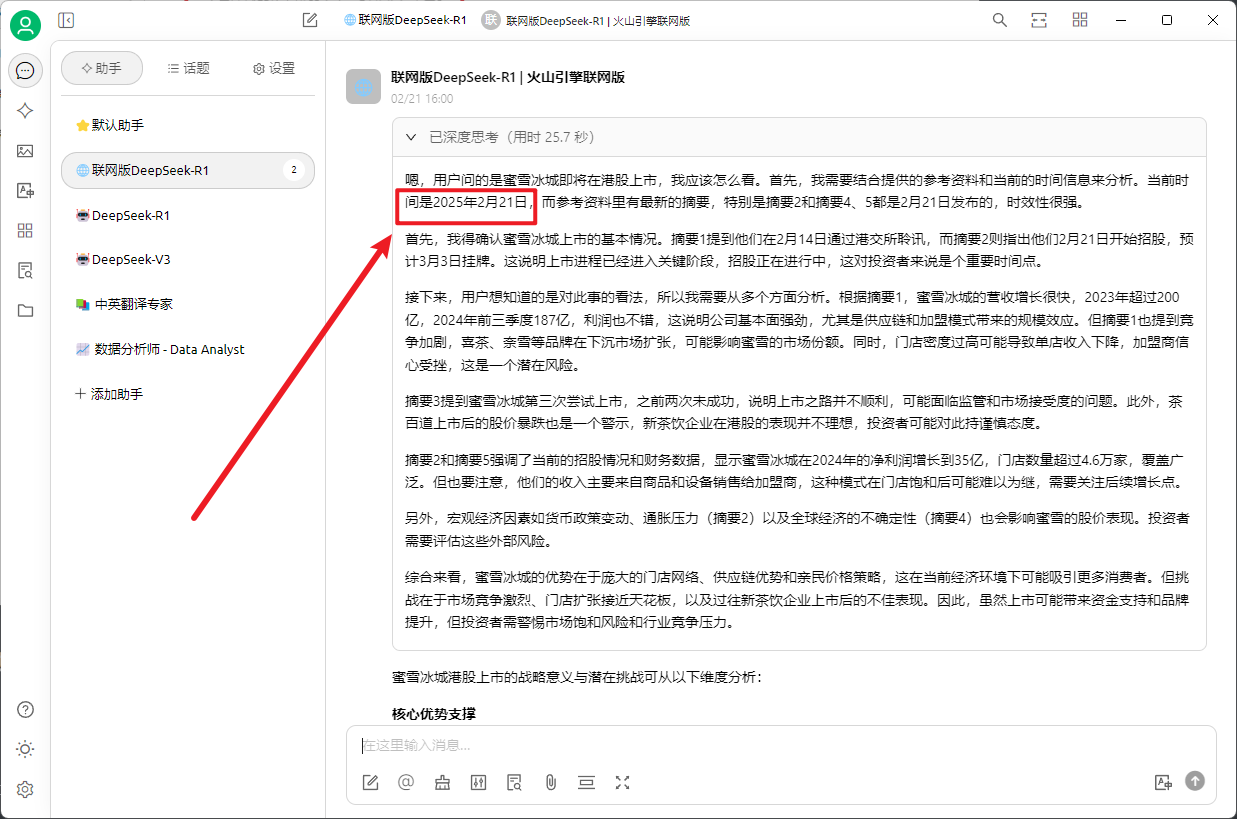 联网版DeepSeek-R1
联 联网版DeepSeek-R1 | 火山引擎联网版
助手
话题
设置
默认助手
联网版DeepSeek-R1 2
DeepSeek-R1
DeepSeek-V3
中英翻译专家
数据分析师 - Data Analyst
添加助手
联网版DeepSeek-R1 | 火山引擎联网版
02/21 16:00
已深度思考（用时 25.7 秒）
嗯，用户问的是蜜雪冰城即将在港股上市，我应该怎么看。首先，我需要结合提供的参考资料和当前的时间信息来分析。当前时
间是2025年2月21日，而参考资料里有最新的摘要，特别是摘要2和摘要4、5都是2月21日发布的，时效性很强。
首先，我得确认蜜雪冰城上市的基本情况。摘要1提到他们在2月14日通过港交所聆讯，而摘要2则指出他们2月21日开始招股，预
计3月3日挂牌。这说明上市进程已经进入关键阶段，招股正在进行中，这对投资者来说是个重要时间点。
接下来，用户想知道的是对此事的看法，所以我需要从多个方面分析。根据摘要1，蜜雪冰城的营收增长很快，2023年超过200
亿，2024年前三季度187亿，利润也不错，这说明公司基本面强劲，尤其是供应链和加盟模式带来的规模效应。但摘要1也提到竞
争加剧，喜茶、奈雪等品牌在下沉市场扩张，可能影响蜜雪的市场份额。同时，门店密度过高可能导致单店收入下降，加盟商信
心受挫，这是一个潜在风险。
摘要3提到蜜雪冰城第三次尝试上市，之前两次未成功，说明上市之路并不顺利，可能面临监管和市场接受度的问题。此外，茶
百道上市后的股价暴跌也是一个警示，新茶饮企业在港股的表现并不理想，投资者可能对此持谨慎态度。
摘要2和摘要5强调了当前的招股情况和财务数据，显示蜜雪冰城在2024年的净利润增长到35亿，门店数量超过4.6万家，覆盖广
泛。但也要注意，他们的收入主要来自商品和设备销售给加盟商，这种模式在门店饱和后可能难以为继，需要关注后续增长点。
另外，宏观经济因素如货币政策变动、通胀压力（摘要2）以及全球经济的不确定性（摘要4）也会影响蜜雪的股价表现。投资者
需要评估这些外部风险。
综合来看，蜜雪冰城的优势在于庞大的门店网络、供应链优势和亲民价格策略，这在当前经济环境下可能吸引更多消费者。但挑
战在于市场竞争激烈、门店扩张接近天花板，以及过往新茶饮企业上市后的不佳表现。因此，虽然上市可能带来资金支持和品牌
提升，但投资者需警惕市场饱和风险和行业竞争压力。
蜜雪冰城港股上市的战略意义与潜在挑战可从以下维度分析：
核心优势支撑
在这里输入消息...